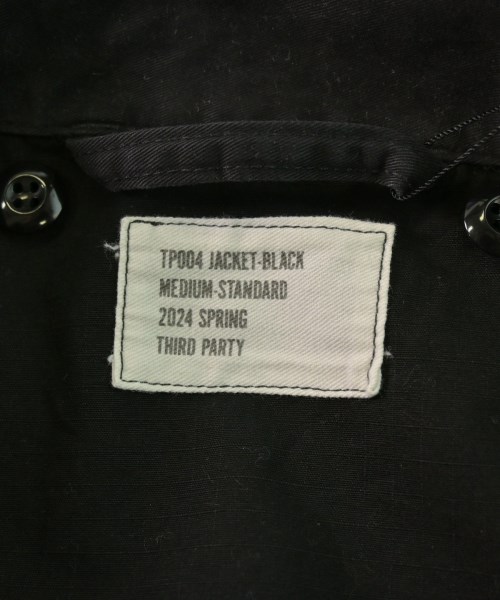 TP004 JACKET-BLACK
MEDIUM-STANDARD
2024 SPRING
THIRD PARTY